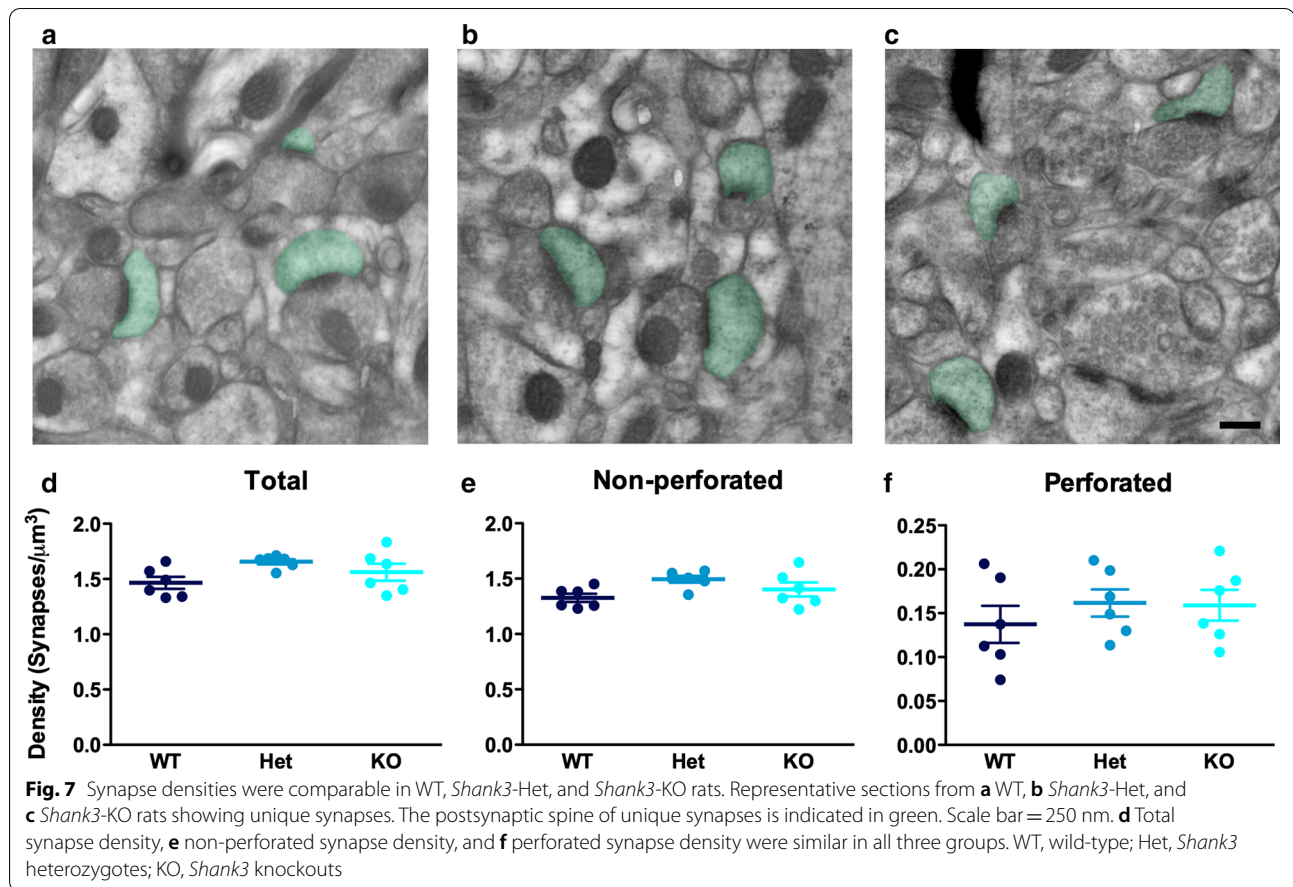 a
b
c
d
Total
e
Non-perforated
f
Perforated
Density (Synapses/μm³)
2.0
1.5
1.0
0.5
0.0
WT
Het
KO
2.0
1.5
1.0
0.5
0.0
WT
Het
KO
0.25
0.20
0.15
0.10
0.05
0.00
WT
Het
KO
Fig. 7 Synapse densities were comparable in WT, Shank3-Het, and Shank3-KO rats. Representative sections from a WT, b Shank3-Het, and
c Shank3-KO rats showing unique synapses. The postsynaptic spine of unique synapses is indicated in green. Scale bar = 250 nm. d Total
synapse density, e non-perforated synapse density, and f perforated synapse density were similar in all three groups. WT, wild-type; Het, Shank3
heterozygotes; KO, Shank3 knockouts